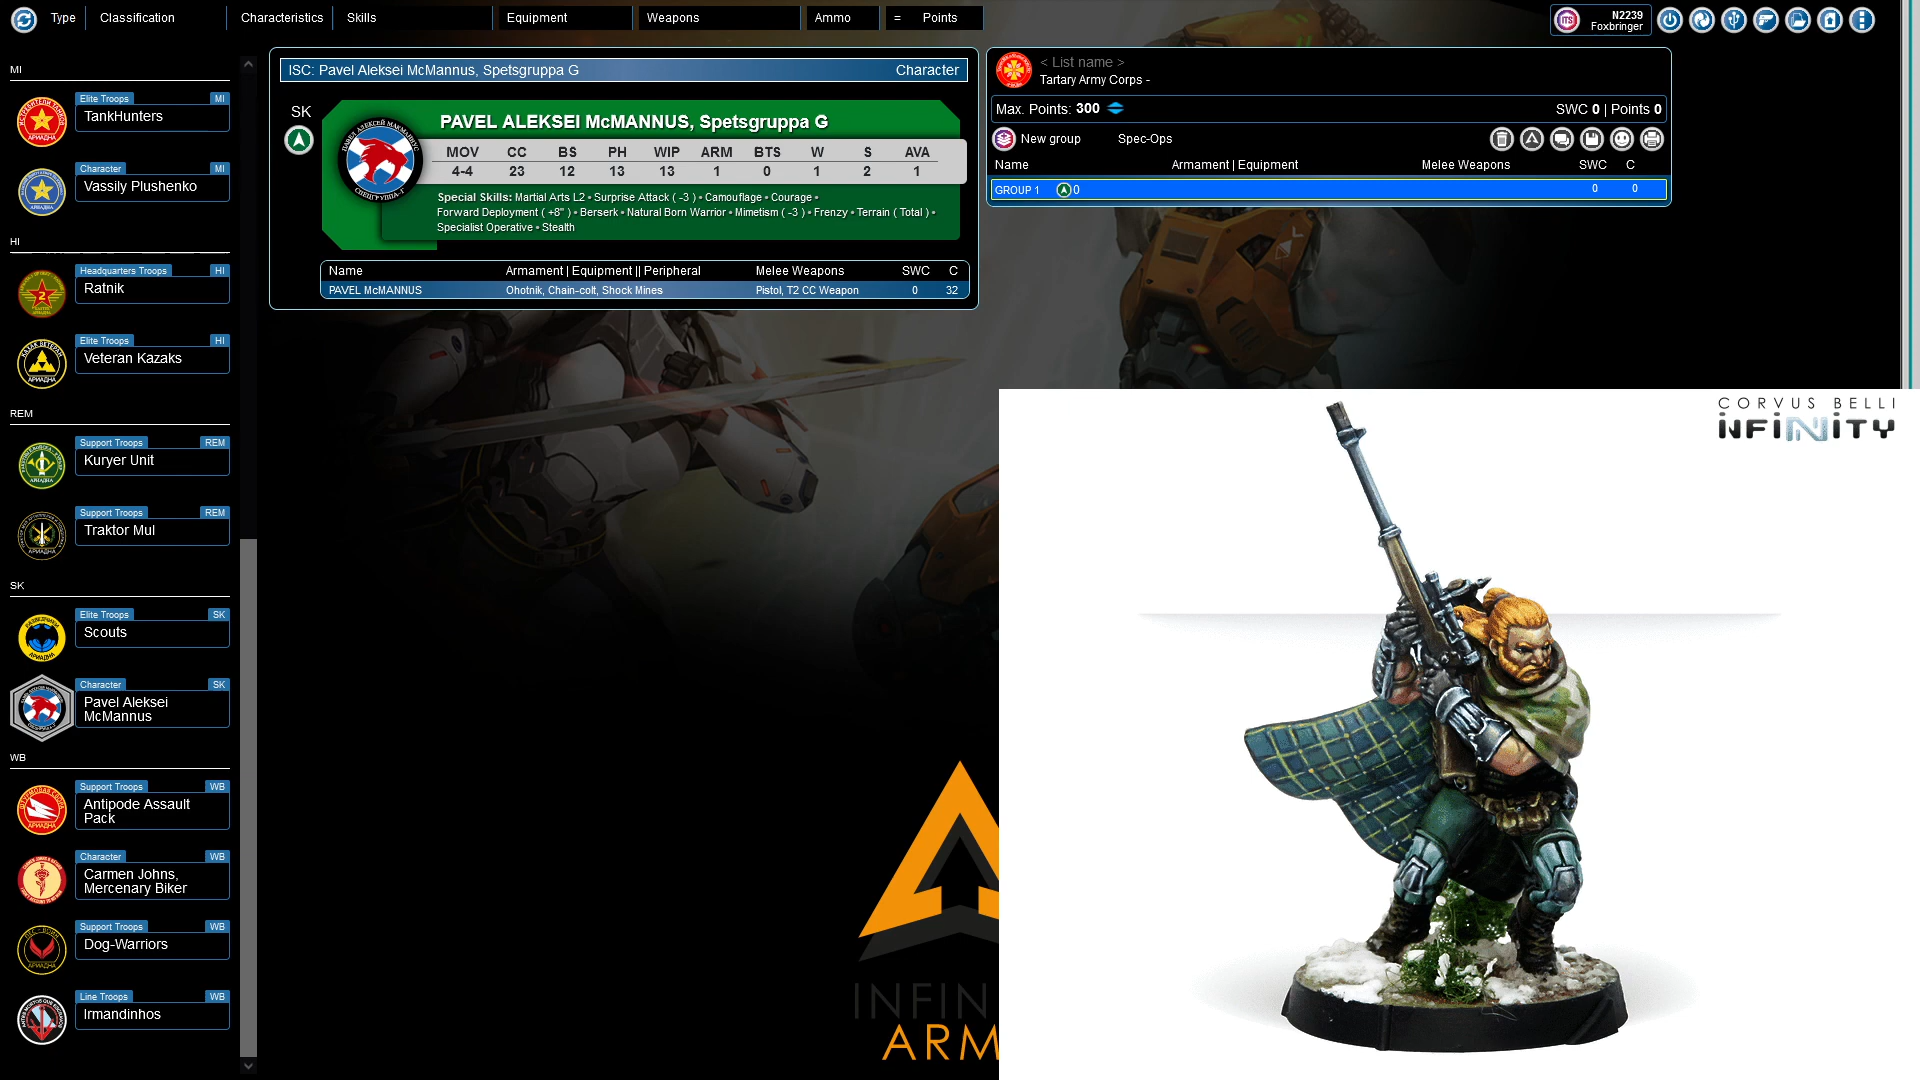 Type Classification Characteristics Skills Equipment Weapons Ammo = Points
N2239
Foxbringer
MI
Elite Troops MI
TankHunters
Character MI
Vassily Plushenko
HI
Headquarters Troops HI
Ratnik
Elite Troops HI
Veteran Kazaks
REM
Support Troops REM
Kuryer Unit
Support Troops REM
Traktor Mul
SK
Elite Troops SK
Scouts
Character SK
Pavel Aleksei
McMannus
WB
Support Troops WB
Antipode Assault
Pack
Character WB
Carmen Johns,
Mercenary Biker
Support Troops WB
Dog-Warriors
Line Troops WB
Irmandinhos
ISC: Pavel Aleksei McMannus, Spetsgruppa G Character
SK
PAVEL ALEKSEI McMANNUS, Spetsgruppa G
MOV CC BS PH WIP ARM BTS W S AVA
4-4 23 12 13 13 1 0 1 2 1
Special Skills: Martial Arts L2 • Surprise Attack ( -3 ) • Camouflage • Courage •
Forward Deployment ( +8" ) • Berserk • Natural Born Warrior • Mimetism ( -3 ) • Frenzy • Terrain ( Total ) •
Specialist Operative • Stealth
Name Armament | Equipment || Peripheral Melee Weapons SWC C
PAVEL McMANNUS Ohotnik, Chain-colt, Shock Mines Pistol, T2 CC Weapon 0 32
< List name >
Tartary Army Corps -
Max. Points: 300 SWC 0 | Points 0
New group Spec-Ops
Name Armament | Equipment Melee Weapons SWC C
GROUP 1 0 0 0
CORVUS BELLI
INFINITY
INFIN
ARM